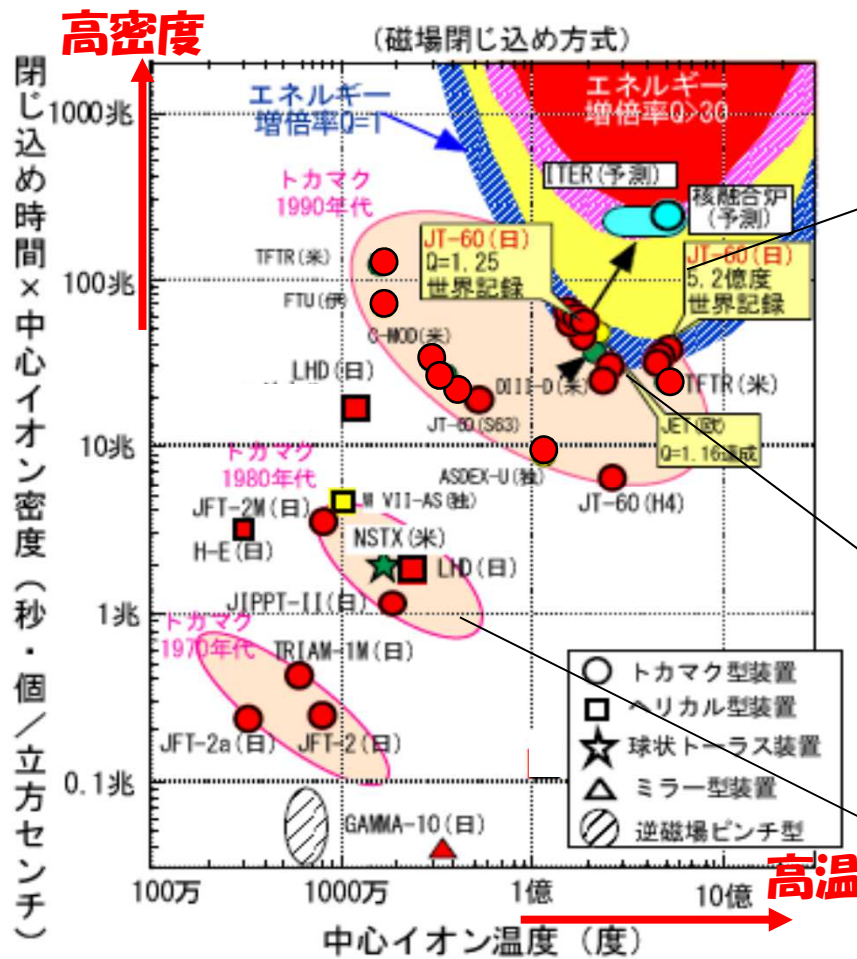 高密度
(磁場閉じ込め方式)
閉じ込め時間×中心イオン密度(秒・個/立方センチ)
1000兆
100兆
10兆
1兆
0.1兆
エネルギー
増倍率Q=1
エネルギー
増倍率Q>30
トカマク
1990年代
ITER(予測)
核融合炉
(予測)
JT-60(日)
Q=1.25
世界記録
JT-60(日)
5.2億度
世界記録
TFTR(米)
FTU(伊)
C-MOD(米)
LHD(日)
DIII-D(米)
TFTR(米)
JT-60(S63)
JET(欧)
Q=1.16達成
トカマク
1980年代
ASDEX-U(独)
JT-60(H4)
JFT-2M(日)
W VII-AS(独)
H-E(日)
NSTX(米)
LHD(日)
JIPPT-II(日)
トカマク
1970年代
TRIAM-1M(日)
JFT-2a(日)
JFT-2(日)
GAMMA-10(日)
トカマク型装置
ヘリカル型装置
球状トーラス装置
ミラー型装置
逆磁場ピンチ型
100万
1000万
1億
10億
高温
中心イオン温度(度)